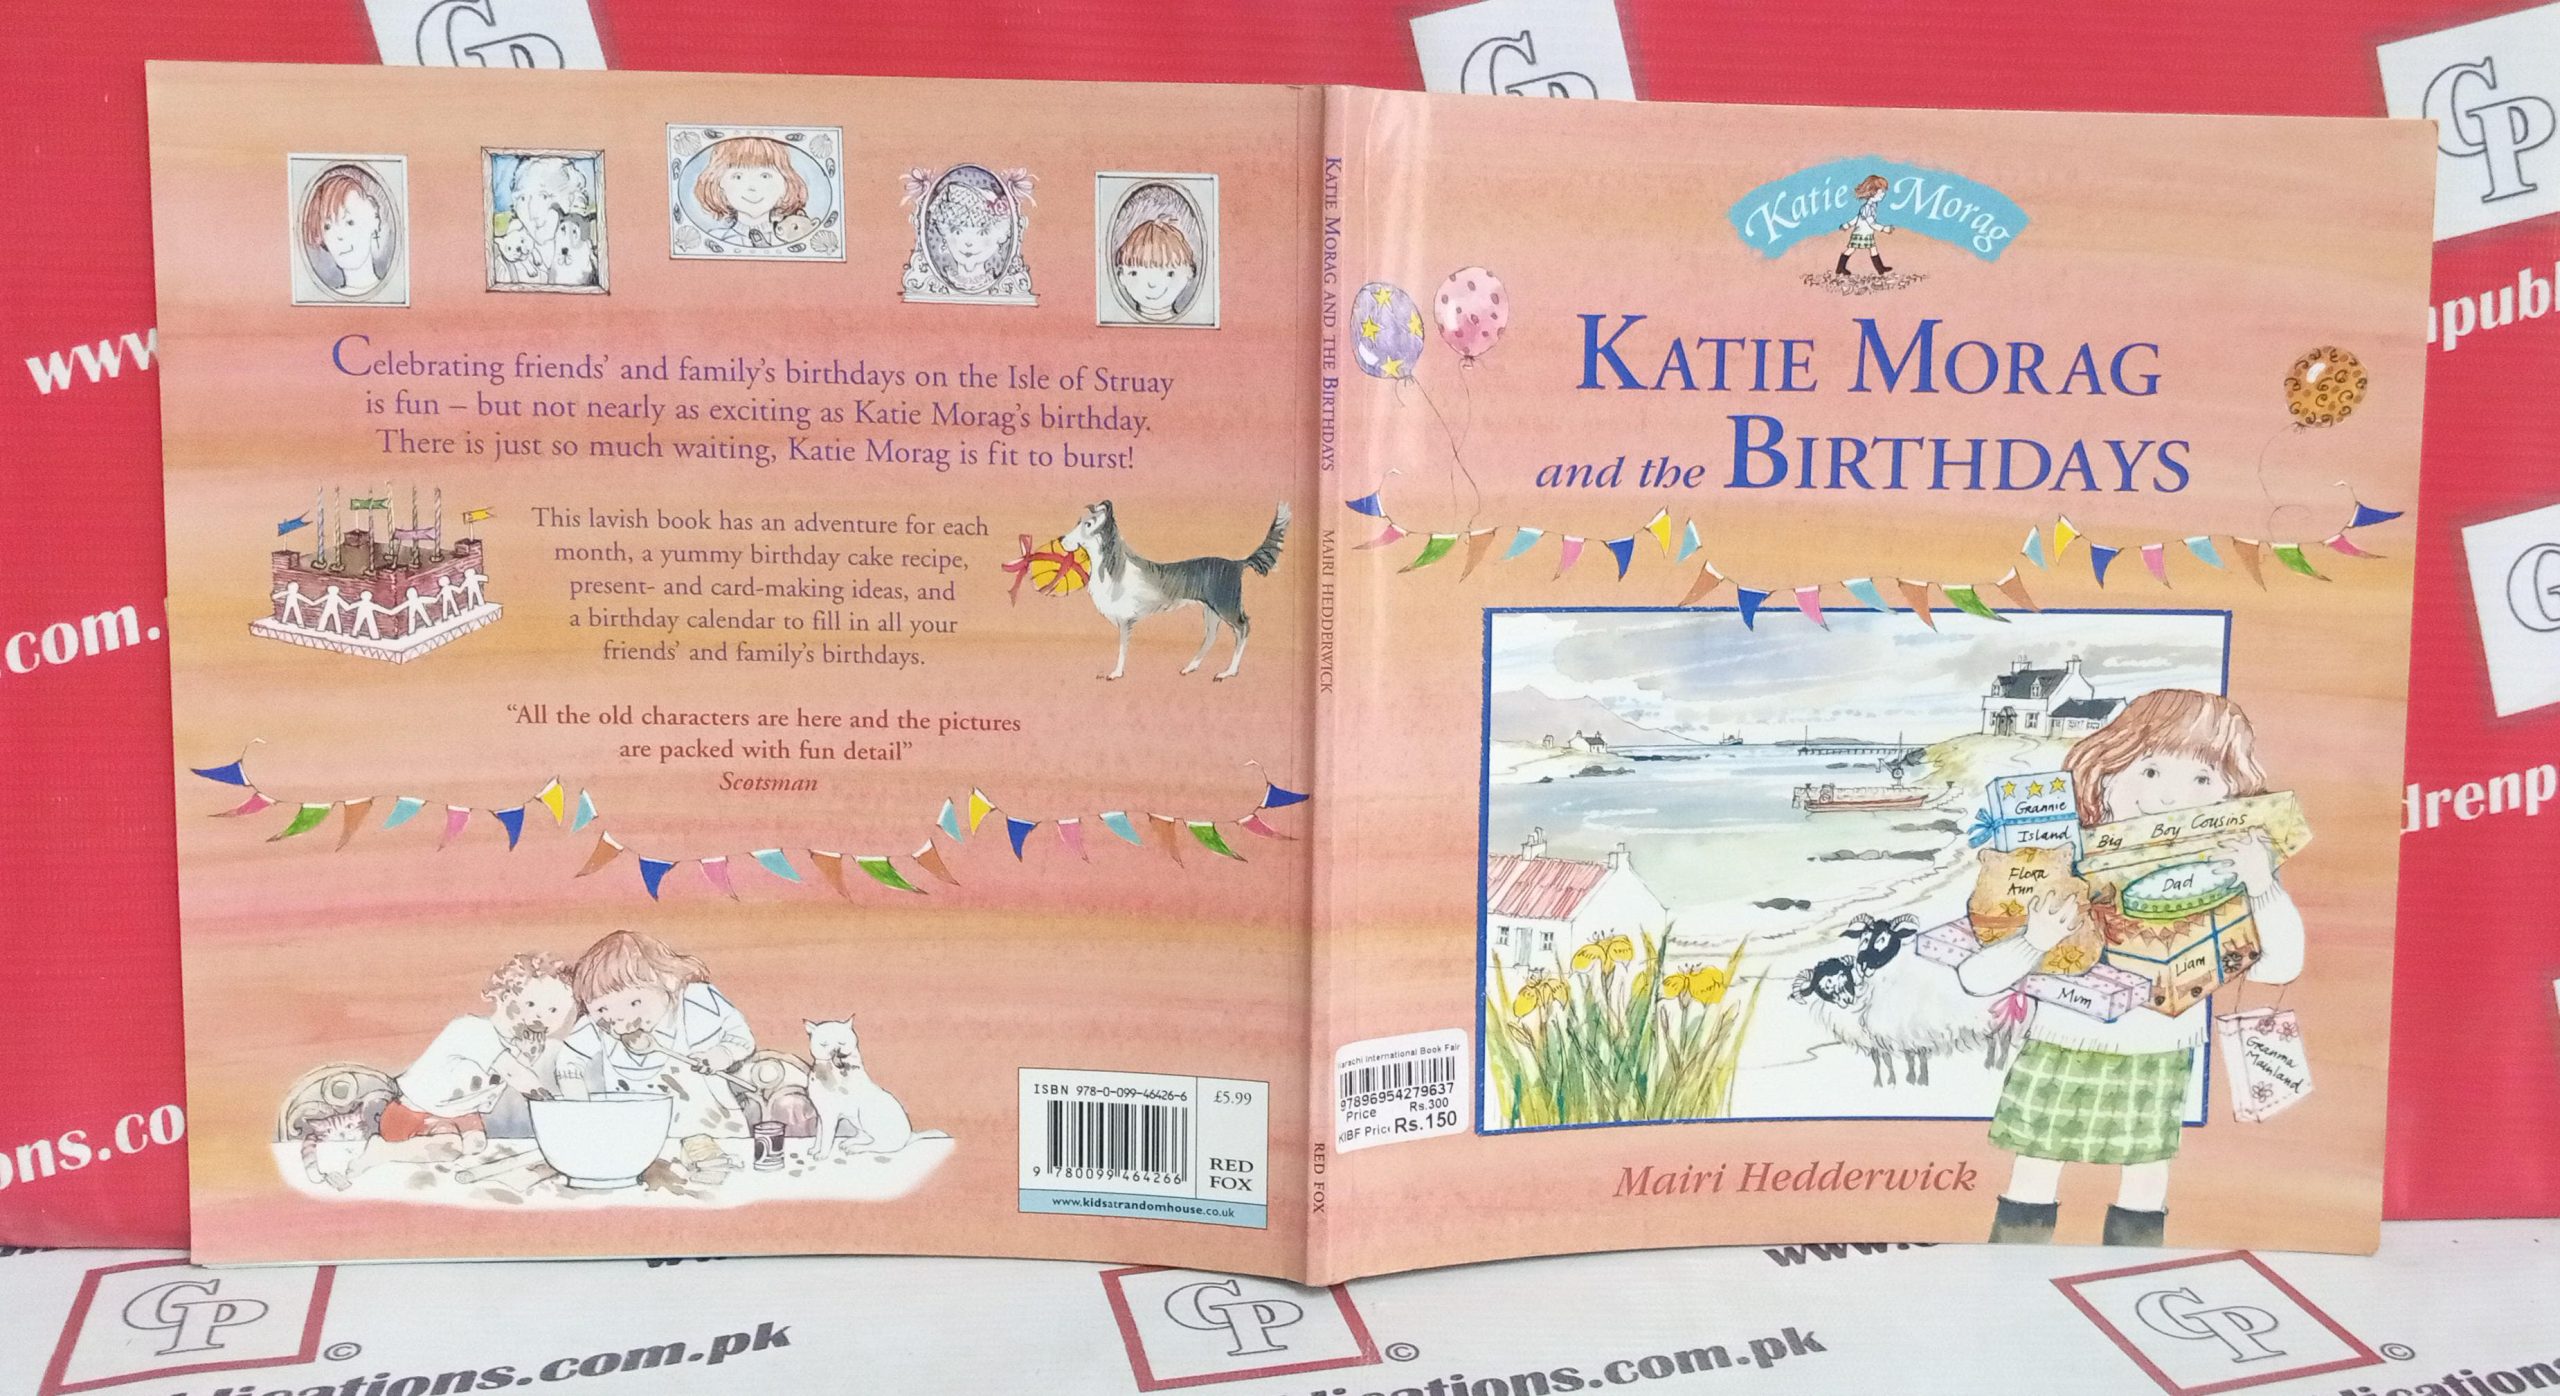 Celebrating friends' and family's birthdays on the Isle of Struay
is fun – but not nearly as exciting as Katie Morag's birthday.
There is just so much waiting, Katie Morag is fit to burst!
This lavish book has an adventure for each
month, a yummy birthday cake recipe,
present- and card-making ideas, and
a birthday calendar to fill in all your
friends' and family's birthdays.
"All the old characters are here and the pictures
are packed with fun detail"
Scotsman
ISBN 978-0-099-46426-6
£5.99
9 780099 464266
RED
FOX
www.kidsatrandomhouse.co.uk
KATIE MORAG AND THE BIRTHDAYS
MAIRI HEDDERWICK
RED FOX
Katie Morag
KATIE MORAG
and the BIRTHDAYS
Grannie
Island
Big Boy Cousins
Flora
Ann
Dad
Liam
Mum
Granma
Mainland
Karachi International Book Fair
9789695427963​7
Price Rs.300
KIBF Price Rs.150
Mairi Hedderwick
GP
GP
GP
GP
www
npubl
com.
drenp
ons.co
www.
GP
©
GP
©
GP
©
lications.com.pk
lications.com.pk